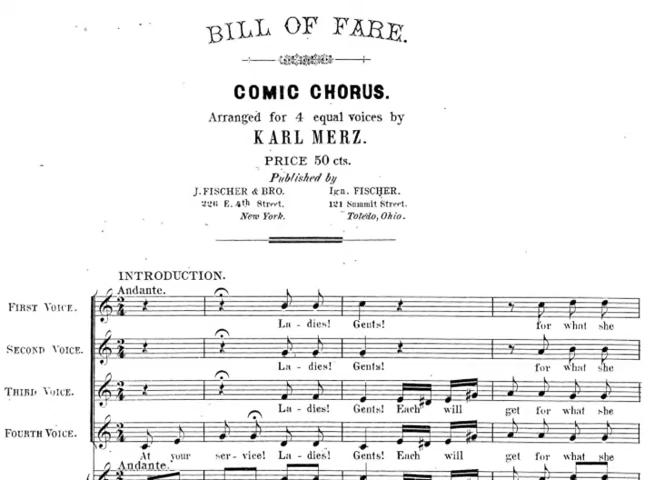 BILL OF FARE.
COMIC CHORUS.
Arranged for 4 equal voices by
KARL MERZ.
PRICE 50 cts.
Published by
J. FISCHER & BRO. Ign. FISCHER.
226 E. 4th Street. 121 Summit Street.
New York. Toledo, Ohio.
INTRODUCTION.
Andante.
FIRST VOICE.
La - dies! Gents! for what she
SECOND VOICE.
La - dies! Gents! for what she
THIRD VOICE.
La - dies! Gents! Each will get for what she
FOURTH VOICE.
At your ser - vice! La - dies! Gents! Each will get for what she
Andante.